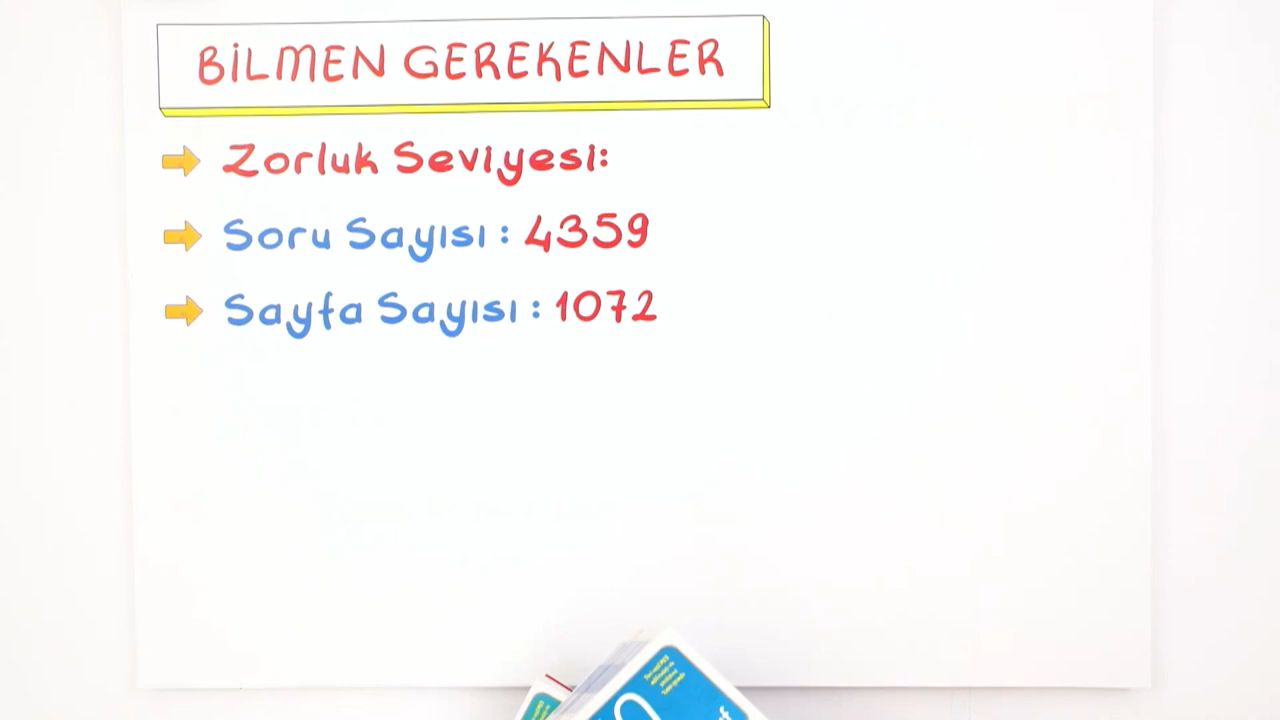 BİLMEN GEREKENLER
Zorluk Seviyesi:
Soru Sayısı: 4359
Sayfa Sayısı: 1072